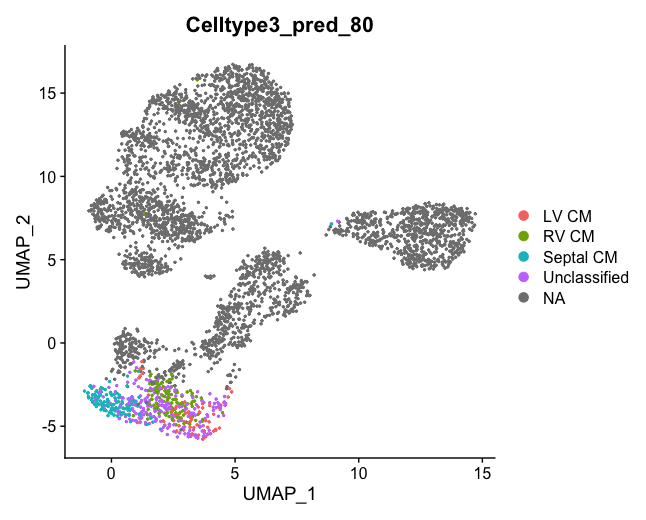 Celltype3_pred_80
UMAP_2
15
10
5
0
-5
0
5
10
15
UMAP_1
LV CM
RV CM
Septal CM
Unclassified
NA